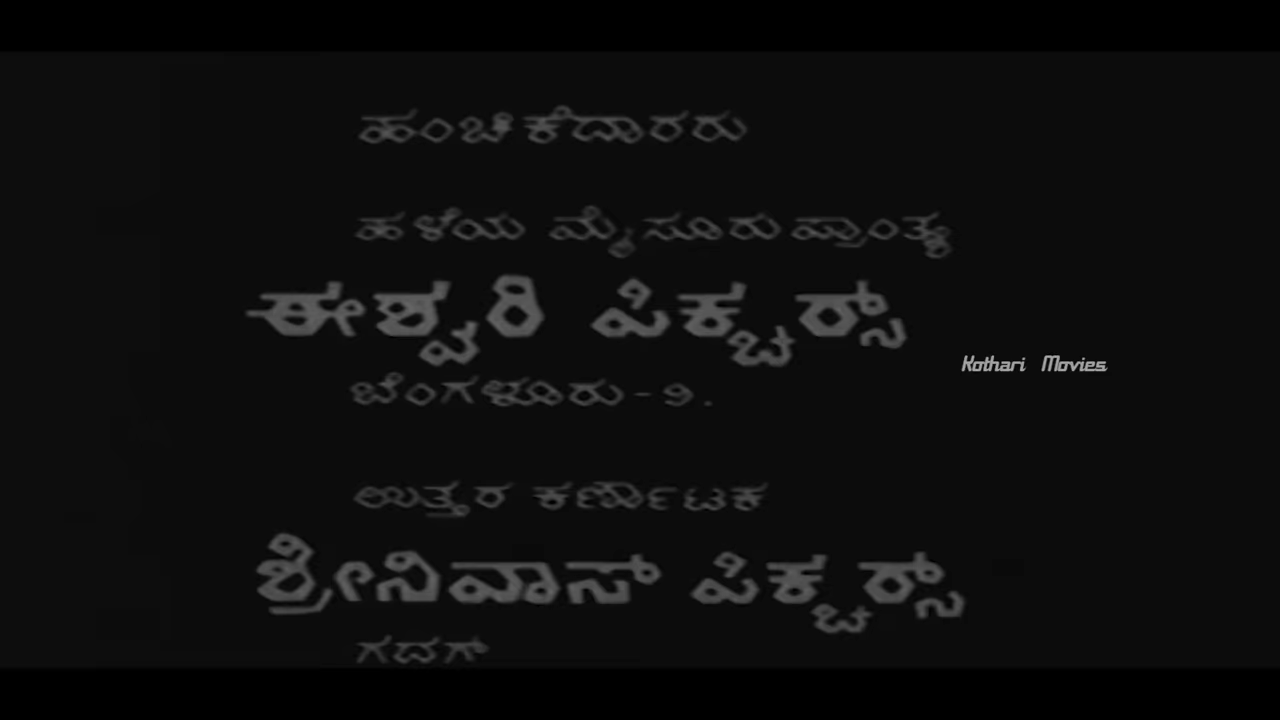 ಹಂಚಿಕೆದಾರರು
ಹಳೆಯ ಮೈಸೂರು ಪ್ರಾಂತ್ಯ
ಈಶ್ವರಿ ಪಿಕ್ಚರ್ಸ್
Kothari Movies
ಬೆಂಗಳೂರು-೨.
ಉತ್ತರ ಕರ್ಣಾಟಕ
ಶ್ರೀನಿವಾಸ್ ಪಿಕ್ಚರ್ಸ್
ಗದಗ್